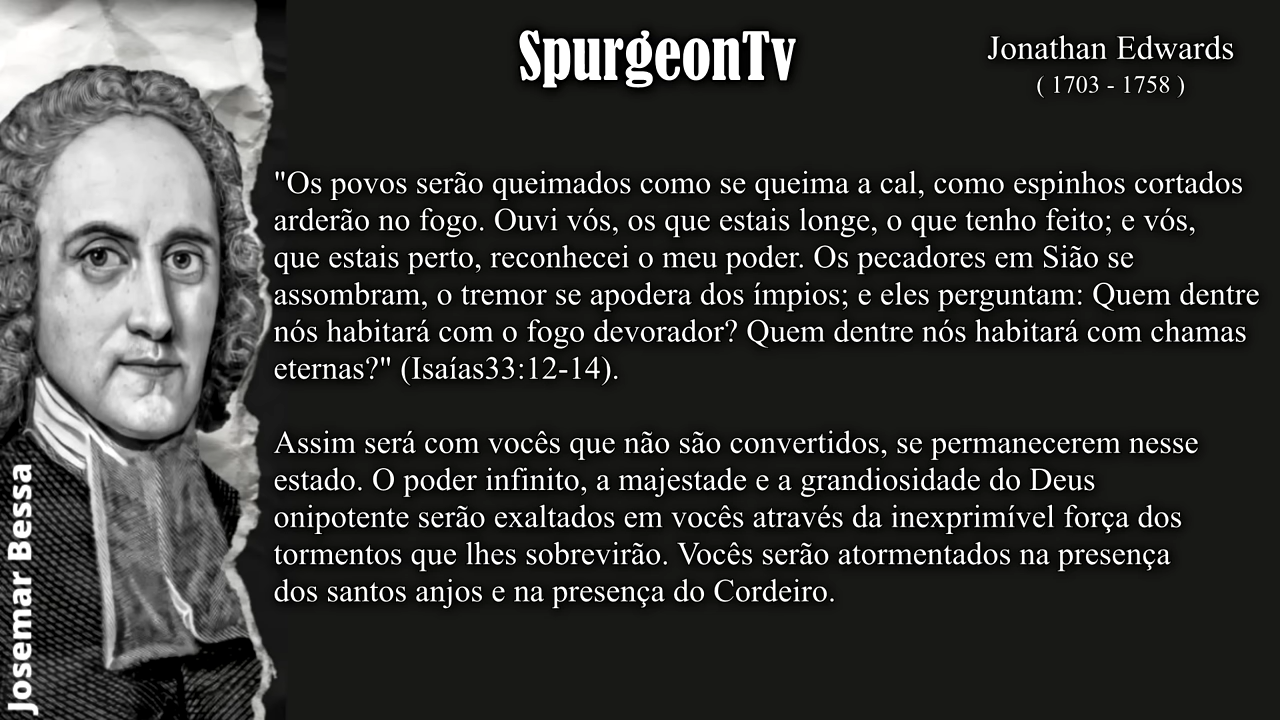 SpurgeonTv
Jonathan Edwards
( 1703 - 1758 )
"Os povos serão queimados como se queima a cal, como espinhos cortados
arderão no fogo. Ouvi vós, os que estais longe, o que tenho feito; e vós,
que estais perto, reconhecei o meu poder. Os pecadores em Sião se
assombram, o tremor se apodera dos ímpios; e eles perguntam: Quem dentre
nós habitará com o fogo devorador? Quem dentre nós habitará com chamas
eternas?" (Isaías33:12-14).
Assim será com vocês que não são convertidos, se permanecerem nesse
estado. O poder infinito, a majestade e a grandiosidade do Deus
onipotente serão exaltados em vocês através da inexprimível força dos
tormentos que lhes sobrevirão. Vocês serão atormentados na presença
dos santos anjos e na presença do Cordeiro.
Josemar Bessa